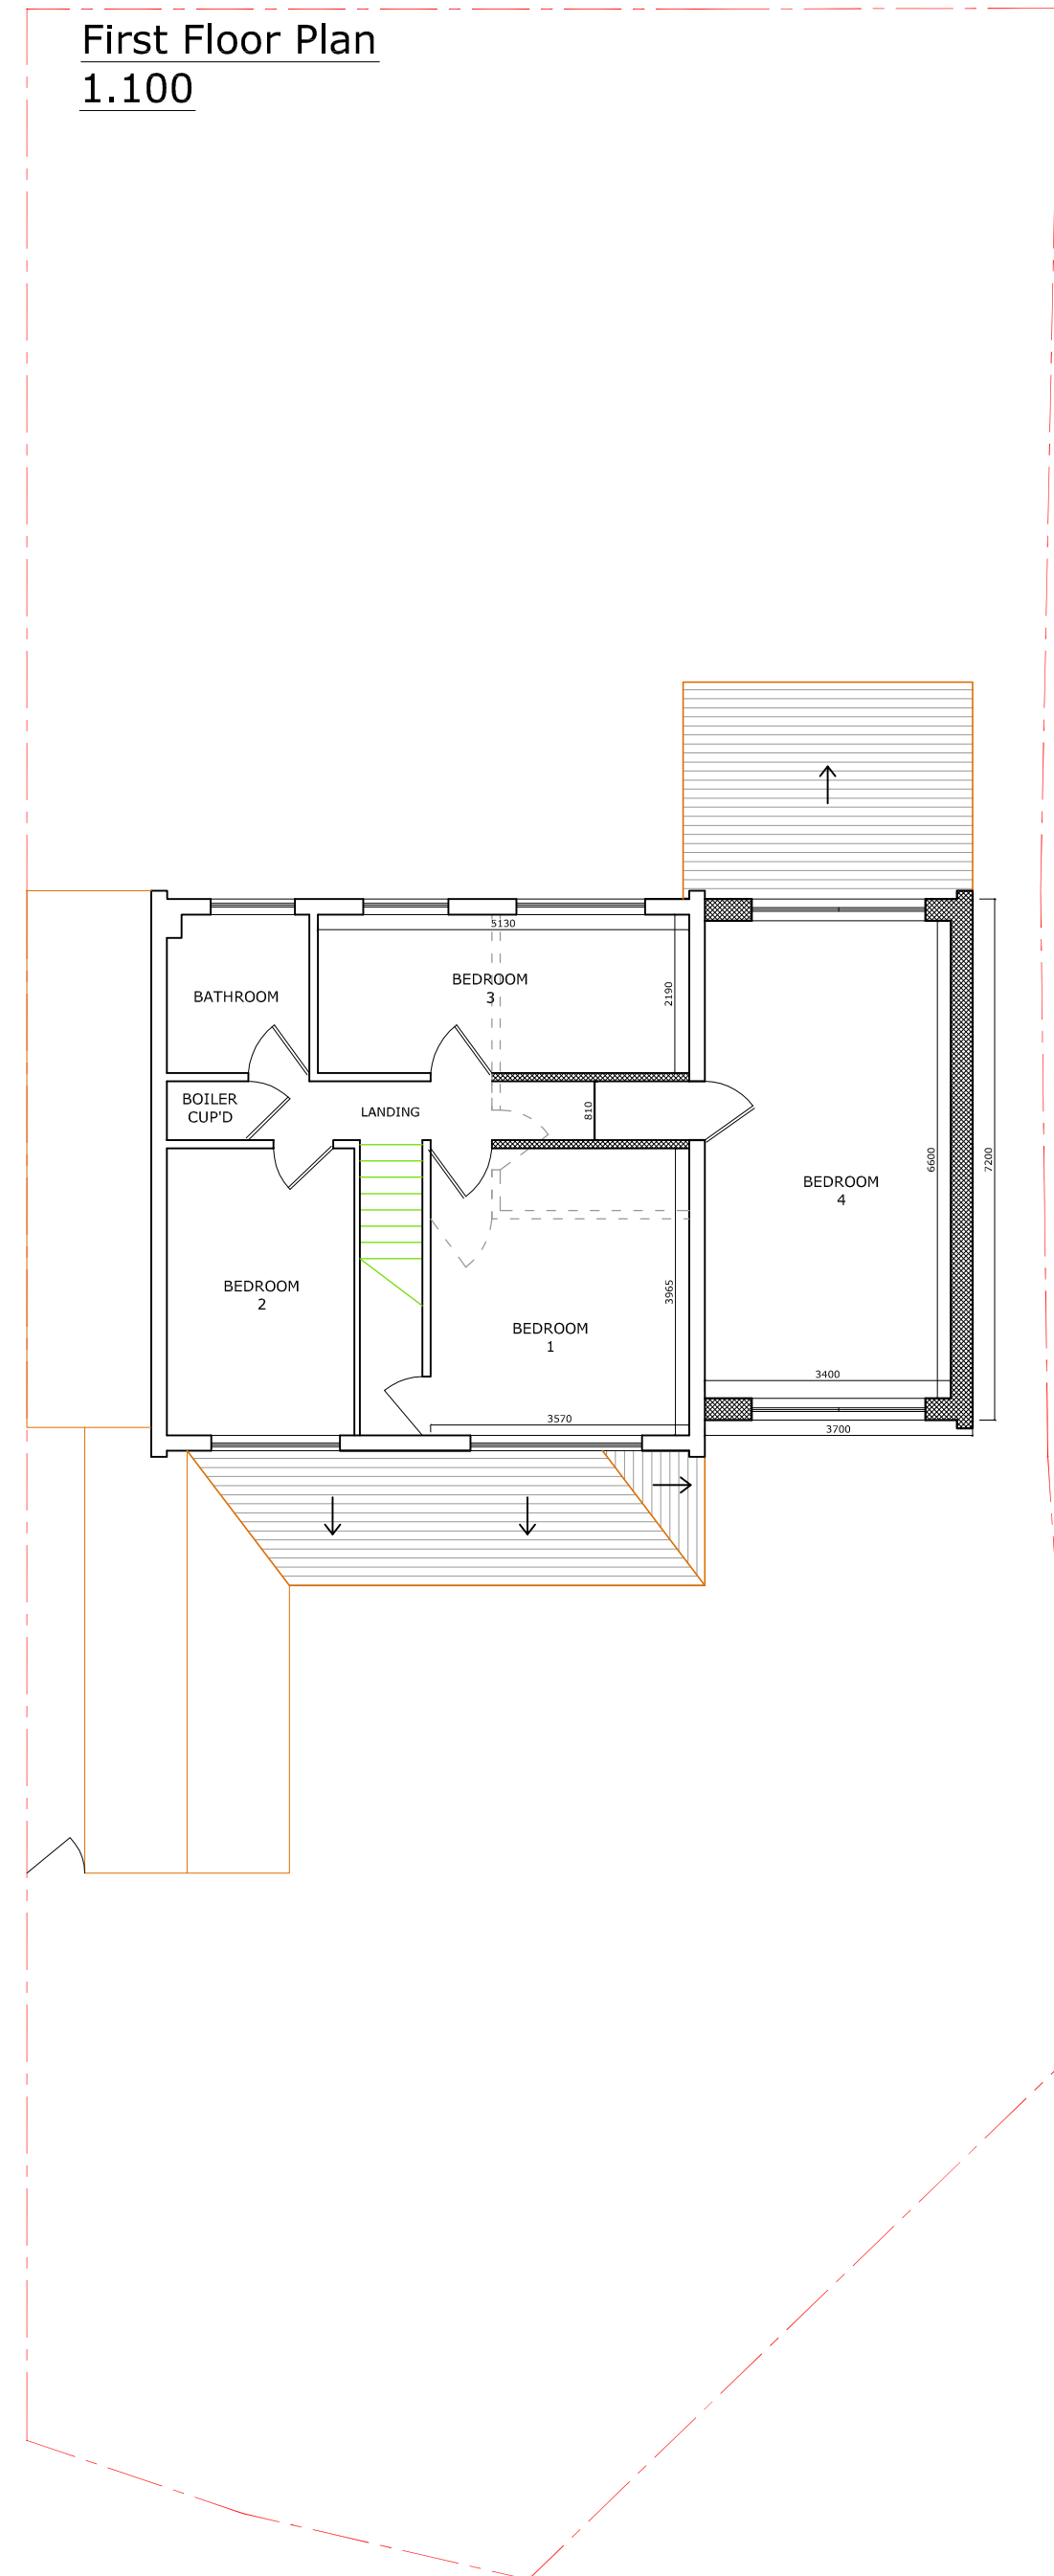 First Floor Plan
1.100
5130
BEDROOM
3
2190
BATHROOM
BOILER
CUP'D
LANDING
810
BEDROOM
4
6600
7200
BEDROOM
2
BEDROOM
1
3965
3400
3570
3700